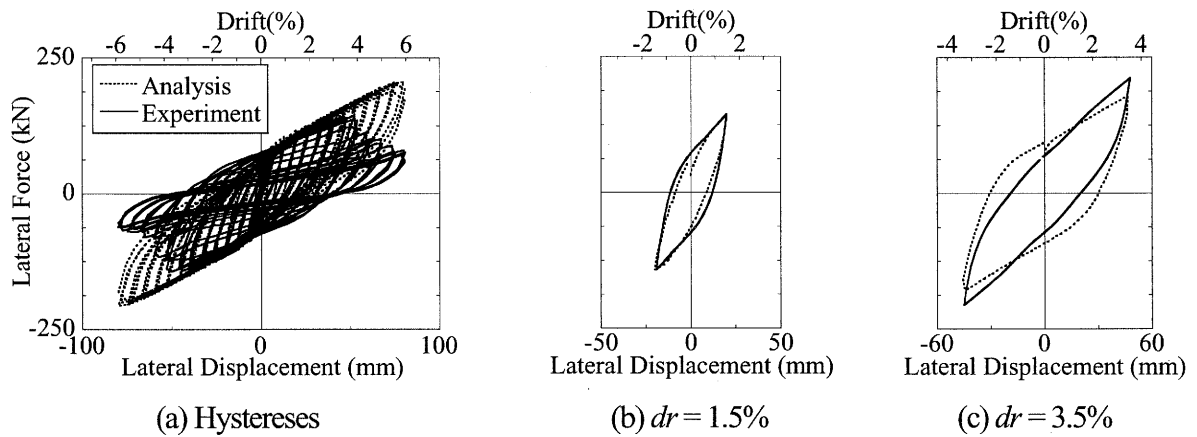 Drift(%)
-6 -4 -2 0 2 4 6
250
Analysis
Experiment
Lateral Force (kN)
0
-250
-100 0 100
Lateral Displacement (mm)
(a) Hystereses
Drift(%)
-2 0 2
-50 0 50
Lateral Displacement (mm)
(b) dr = 1.5%
Drift(%)
-4 -2 0 2 4
-60 0 60
Lateral Displacement (mm)
(c) dr = 3.5%